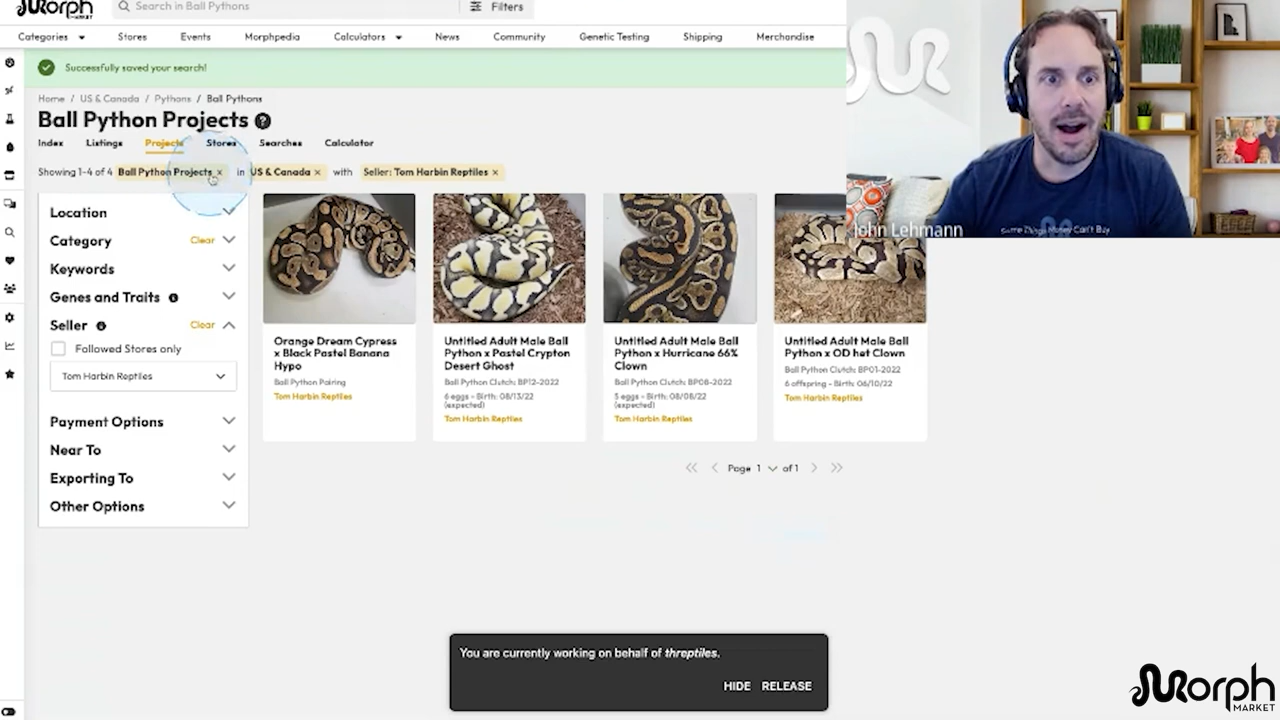 Morph
MARKET
Search in Ball Pythons
Filters
Categories
Stores
Events
Morphpedia
Calculators
News
Community
Genetic Testing
Shipping
Merchandise
Successfully saved your search!
Home / US & Canada / Pythons / Ball Pythons
Ball Python Projects ?
Index
Listings
Projects
Stores
Searches
Calculator
Showing 1-4 of 4 Ball Python Projects × in US & Canada × with Seller: Tom Harbin Reptiles ×
Location
Category Clear
Keywords
Genes and Traits
Seller Clear
Followed Stores only
Tom Harbin Reptiles
Payment Options
Near To
Exporting To
Other Options
Orange Dream Cypress
x Black Pastel Banana
Hypo
Ball Python Pairing
Tom Harbin Reptiles
Untitled Adult Male Ball
Python x Pastel Crypton
Desert Ghost
Ball Python Clutch: BP12-2022
6 eggs - Birth: 08/13/22
(expected)
Tom Harbin Reptiles
Untitled Adult Male Ball
Python x Hurricane 66%
Clown
Ball Python Clutch: BP08-2022
5 eggs - Birth: 08/08/22
(expected)
Tom Harbin Reptiles
Untitled Adult Male Ball
Python x OD het Clown
Ball Python Clutch: BP01-2022
6 offspring - Birth: 06/10/22
Tom Harbin Reptiles
Page 1 of 1
John Lehmann
Some Things Money Can't Buy
You are currently working on behalf of threptiles.
HIDE RELEASE
Morph
MARKET